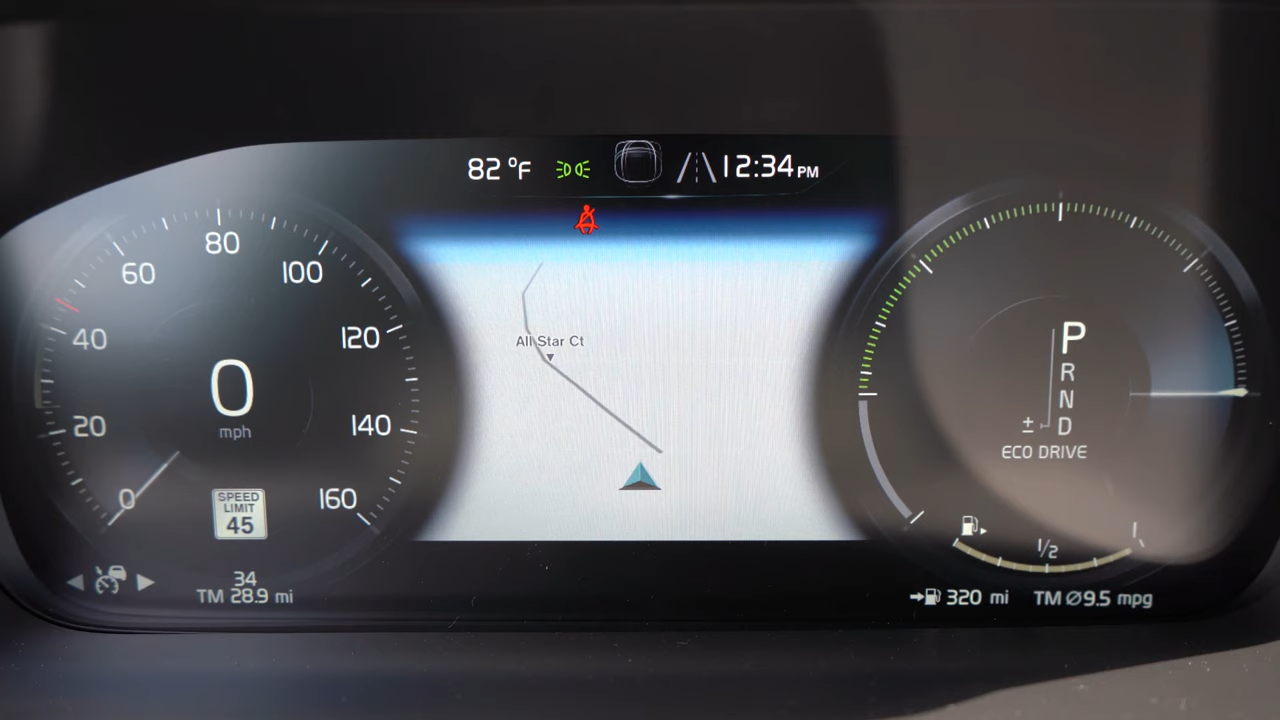 82 °F
12:34 PM
0
20
40
60
80
100
120
140
160
0
mph
SPEED
LIMIT
45
34
TM 28.9 mi
All Star Ct
P
R
N
D
±
ECO DRIVE
1/2
1
320 mi
TM Ø9.5 mpg